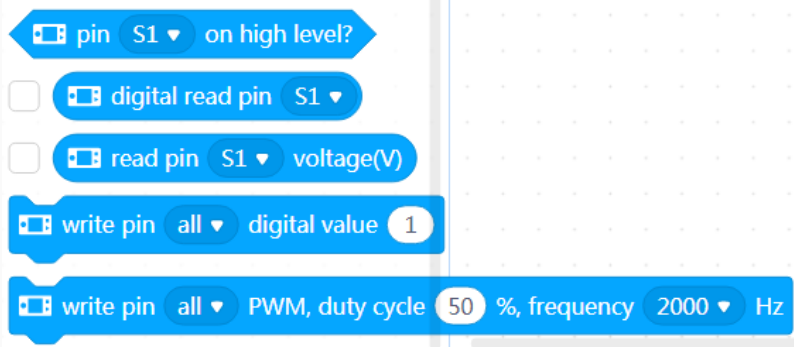 pin S1 on high level?
digital read pin S1
read pin S1 voltage(V)
write pin all digital value 1
write pin all PWM, duty cycle 50 %, frequency 2000 Hz